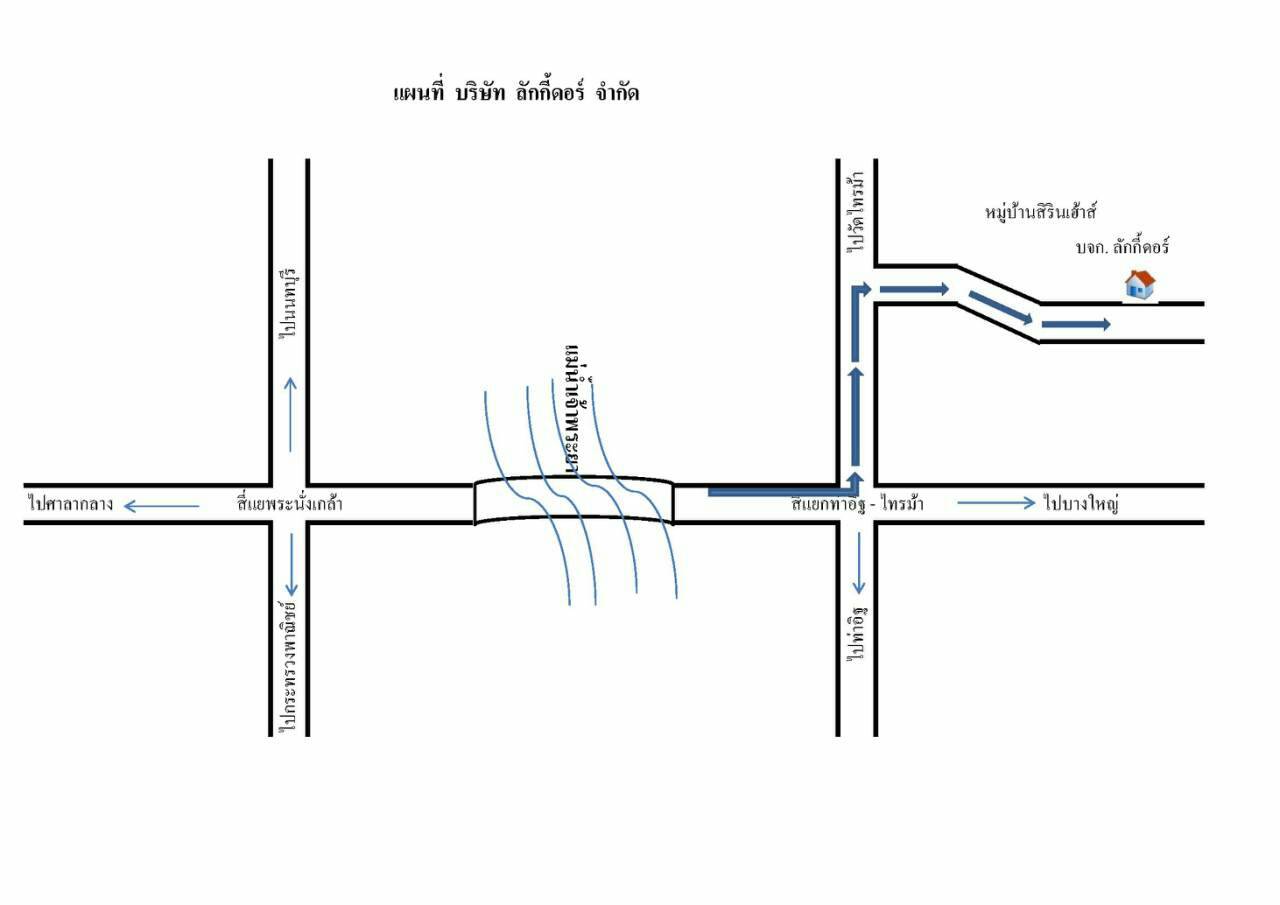 แผนที่ บริษัท ลักกี้ดอร์ จำกัด
ไปวัดไทรม้า
หมู่บ้านสิรินเฮ้าส์
บจก. ลักกี้ดอร์
ไปนนทบุรี
แม่น้ำเจ้าพระยา
ไปศาลากลาง
สี่แยพระนั่งเกล้า
สี่แยกท่าอิฐ - ไทรม้า
ไปบางใหญ่
ไปกระทรวงพาณิชย์
ไปท่าอิฐ